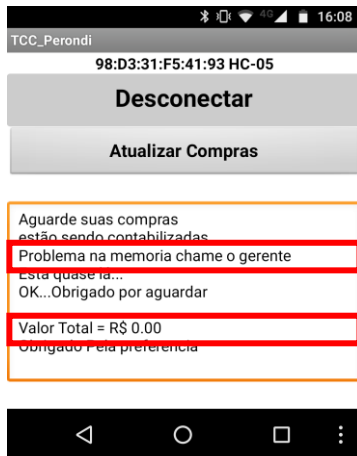 4G 16:08
TCC_Perondi
98:D3:31:F5:41:93 HC-05
Desconectar
Atualizar Compras
Aguarde suas compras
estão sendo contabilizadas
Problema na memoria chame o gerente
Esta quase la...
OK...Obrigado por aguardar
Valor Total = R$ 0.00
Obrigado Pela preferencia